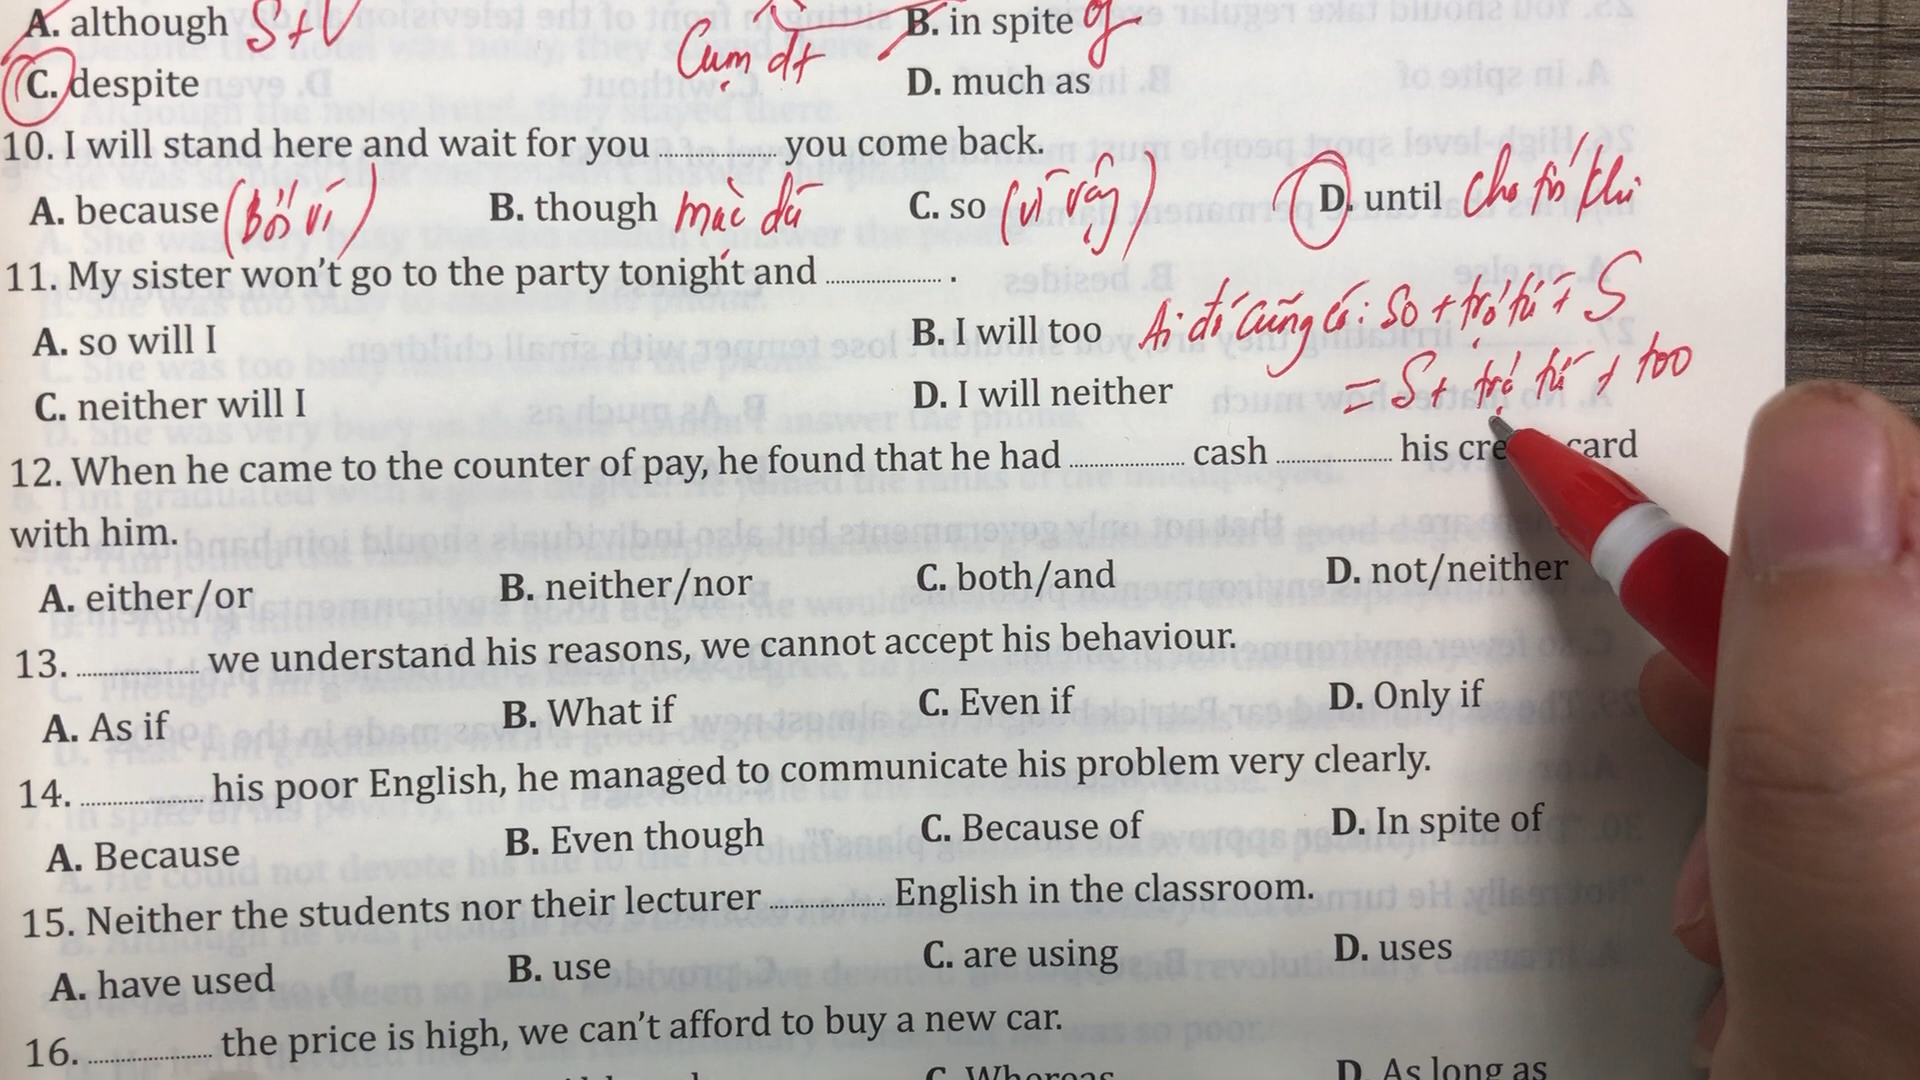 A. although S + V B. in spite of
Cụm dt
C. despite D. much as
10. I will stand here and wait for you ............ you come back.
A. because (bởi vì) B. though mặc dù C. so (vì vậy) D. until cho tới khi
11. My sister won't go to the party tonight and ............ .
A. so will I B. I will too Ai đó cũng có: So + trợ từ + S
C. neither will I D. I will neither = S + trợ từ + too
12. When he came to the counter of pay, he found that he had ............ cash ............ his cre card
with him.
A. either/or B. neither/nor C. both/and D. not/neither
13. ............ we understand his reasons, we cannot accept his behaviour.
A. As if B. What if C. Even if D. Only if
14. ............ his poor English, he managed to communicate his problem very clearly.
A. Because B. Even though C. Because of D. In spite of
15. Neither the students nor their lecturer ............ English in the classroom.
A. have used B. use C. are using D. uses
16. ............ the price is high, we can't afford to buy a new car.
C. Whereas D. As long as